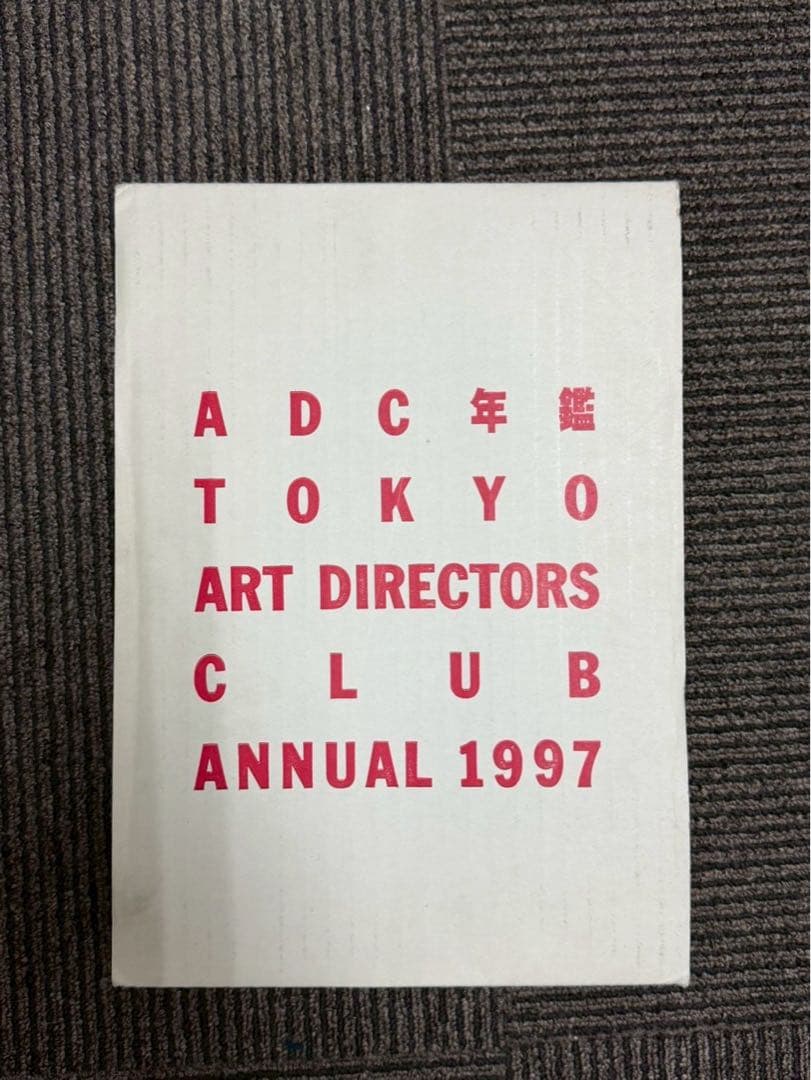 ADC年鑑
TOKYO
ART DIRECTORS
CLUB
ANNUAL 1997